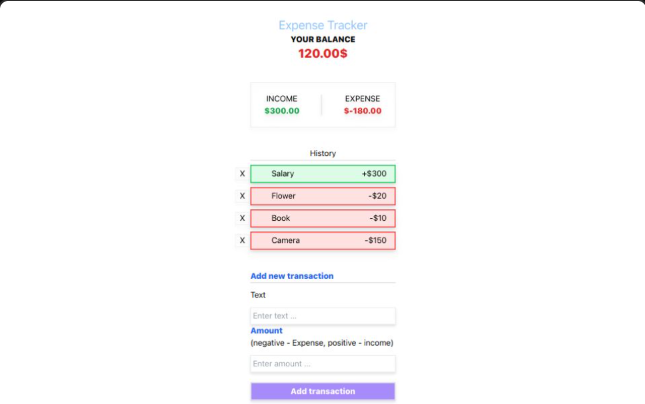 Expense Tracker
YOUR BALANCE
120.00$
INCOME EXPENSE
$300.00 $-180.00
History
X Salary +$300
X Flower -$20
X Book -$10
X Camera -$150
Add new transaction
Text
Enter text ...
Amount
(negative - Expense, positive - income)
Enter amount ...
Add transaction